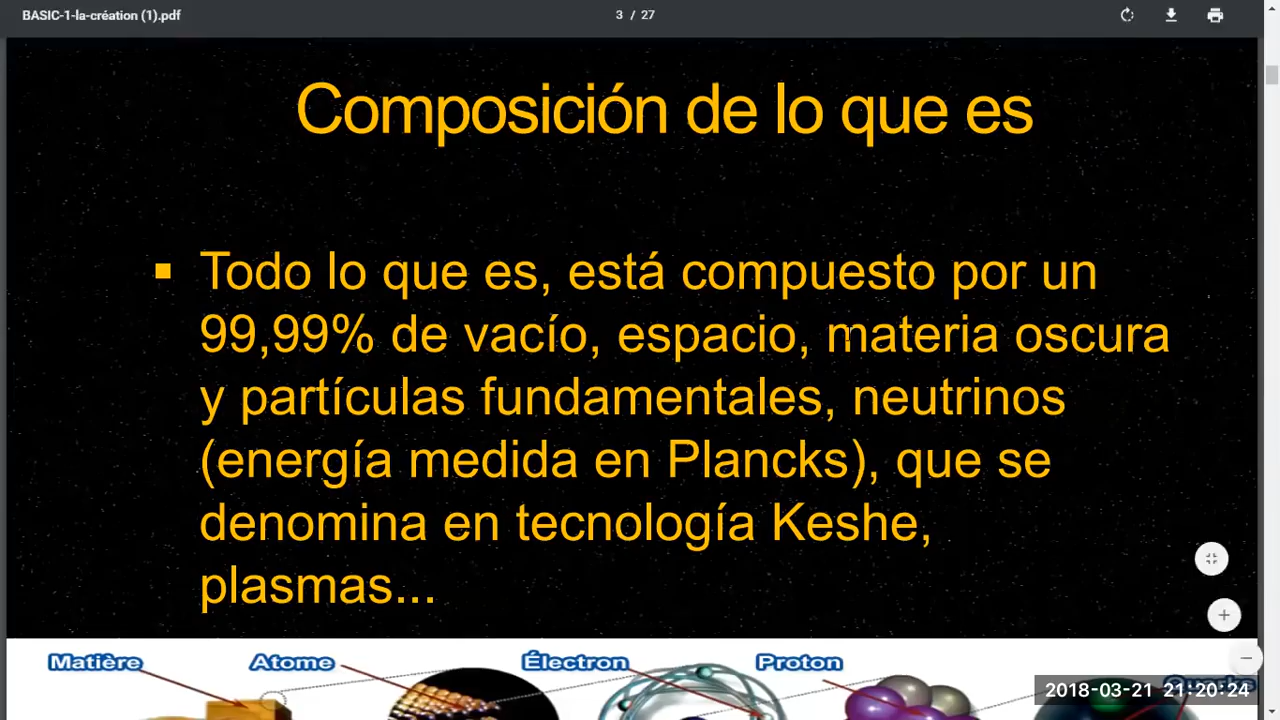 BASIC-1-la-création (1).pdf
3 / 27
Composición de lo que es
▪ Todo lo que es, está compuesto por un
99,99% de vacío, espacio, materia oscura
y partículas fundamentales, neutrinos
(energía medida en Plancks), que se
denomina en tecnología Keshe,
plasmas...
Matière Atome Électron Proton
2018-03-21 21:20:24